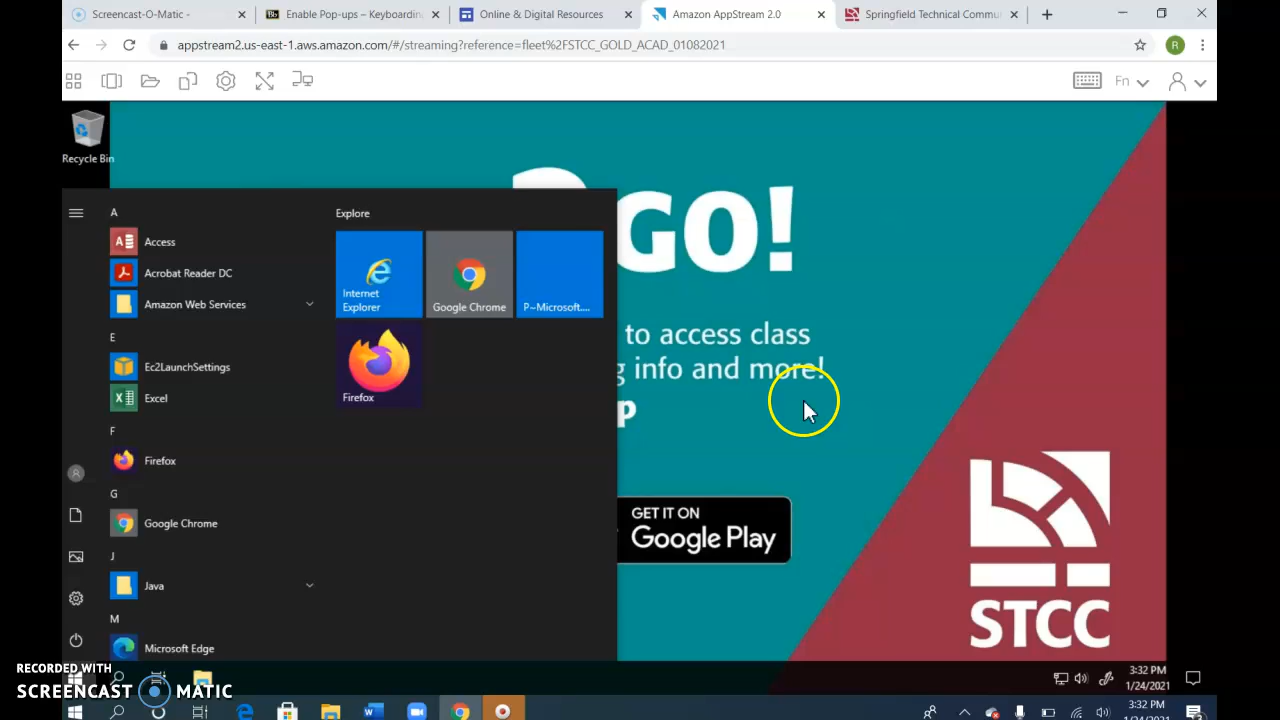 Screencast-O-Matic -
Enable Pop-ups – Keyboarding
Online & Digital Resources
Amazon AppStream 2.0
Springfield Technical Commu
appstream2.us-east-1.aws.amazon.com/#/streaming?reference=fleet%2FSTCC_GOLD_ACAD_01082021
R
Fn
Recycle Bin
GO!
to access class
g info and more!
p
GET IT ON
Google Play
STCC
A
Explore
Access
Acrobat Reader DC
Amazon Web Services
Internet
Explorer
Google Chrome
P~Microsoft....
E
Ec2LaunchSettings
Excel
Firefox
F
Firefox
G
Google Chrome
J
Java
M
Microsoft Edge
3:32 PM
1/24/2021
RECORDED WITH
SCREENCAST MATIC
3:32 PM
1/24/2021